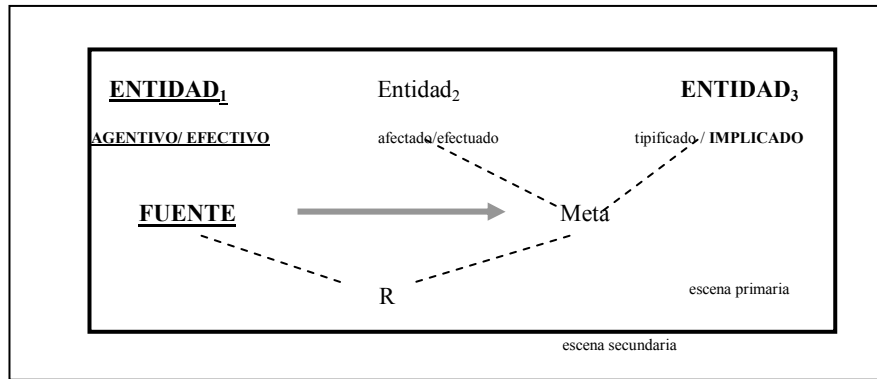 ENTIDAD1 Entidad2 ENTIDAD3
AGENTIVO/ EFECTIVO afectado/efectuado tipificado / IMPLICADO
FUENTE Meta
R
escena primaria
escena secundaria